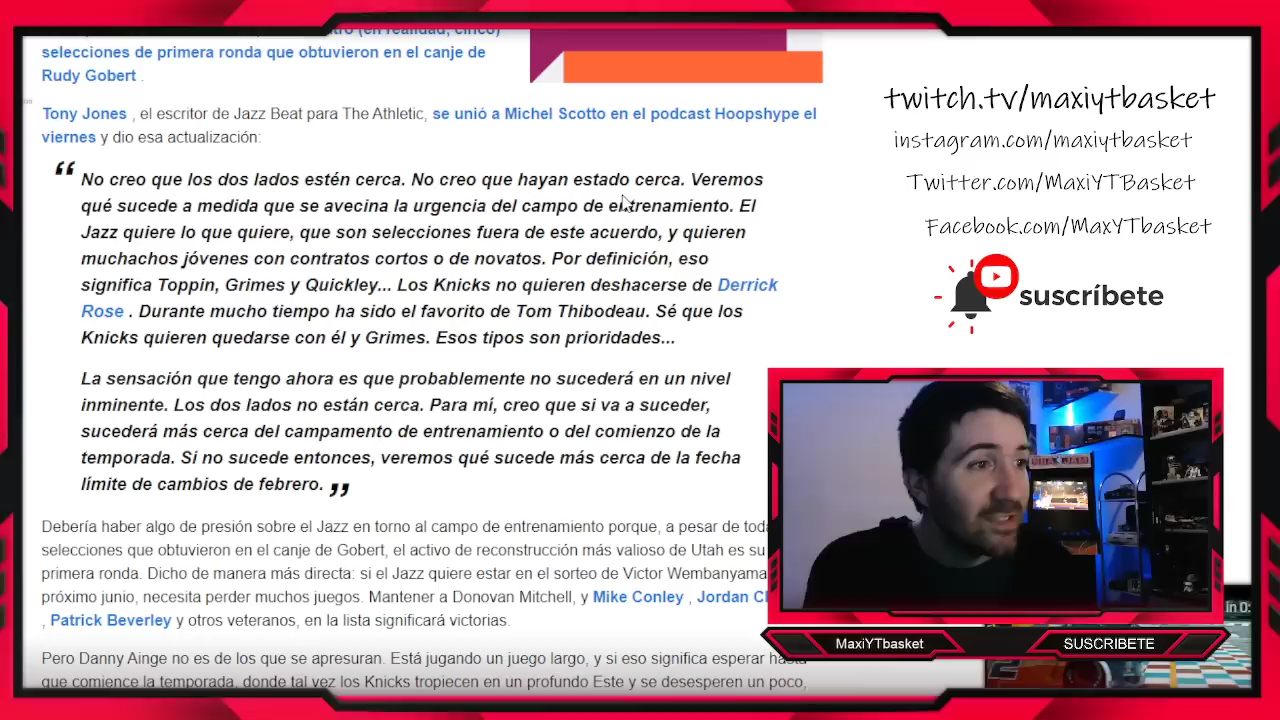 (en realidad, cinco)
selecciones de primera ronda que obtuvieron en el canje de
Rudy Gobert .
Tony Jones , el escritor de Jazz Beat para The Athletic, se unió a Michel Scotto en el podcast Hoopshype el
viernes y dio esa actualización:
“ No creo que los dos lados estén cerca. No creo que hayan estado cerca. Veremos
qué sucede a medida que se avecina la urgencia del campo de entrenamiento. El
Jazz quiere lo que quiere, que son selecciones fuera de este acuerdo, y quieren
muchachos jóvenes con contratos cortos o de novatos. Por definición, eso
significa Toppin, Grimes y Quickley... Los Knicks no quieren deshacerse de Derrick
Rose . Durante mucho tiempo ha sido el favorito de Tom Thibodeau. Sé que los
Knicks quieren quedarse con él y Grimes. Esos tipos son prioridades...
La sensación que tengo ahora es que probablemente no sucederá en un nivel
inminente. Los dos lados no están cerca. Para mí, creo que si va a suceder,
sucederá más cerca del campamento de entrenamiento o del comienzo de la
temporada. Si no sucede entonces, veremos qué sucede más cerca de la fecha
límite de cambios de febrero. ”
Debería haber algo de presión sobre el Jazz en torno al campo de entrenamiento porque, a pesar de
selecciones que obtuvieron en el canje de Gobert, el activo de reconstrucción más valioso de Utah es su
primera ronda. Dicho de manera más directa: si el Jazz quiere estar en el sorteo de Victor Wembanyama
próximo junio, necesita perder muchos juegos. Mantener a Donovan Mitchell, y Mike Conley , Jordan
, Patrick Beverley y otros veteranos, en la lista significará victorias.
Pero Danny Ainge no es de los que se apresuran. Está jugando un juego largo, y si eso significa esperar hasta
que comience la temporada, donde tal vez los Knicks tropiecen en un profundo Este y se desesperen un poco,
twitch.tv/maxiytbasket
instagram.com/maxiytbasket
Twitter.com/MaxiYTBasket
Facebook.com/MaxYTbasket
suscríbete
MaxiYTbasket
SUSCRIBETE